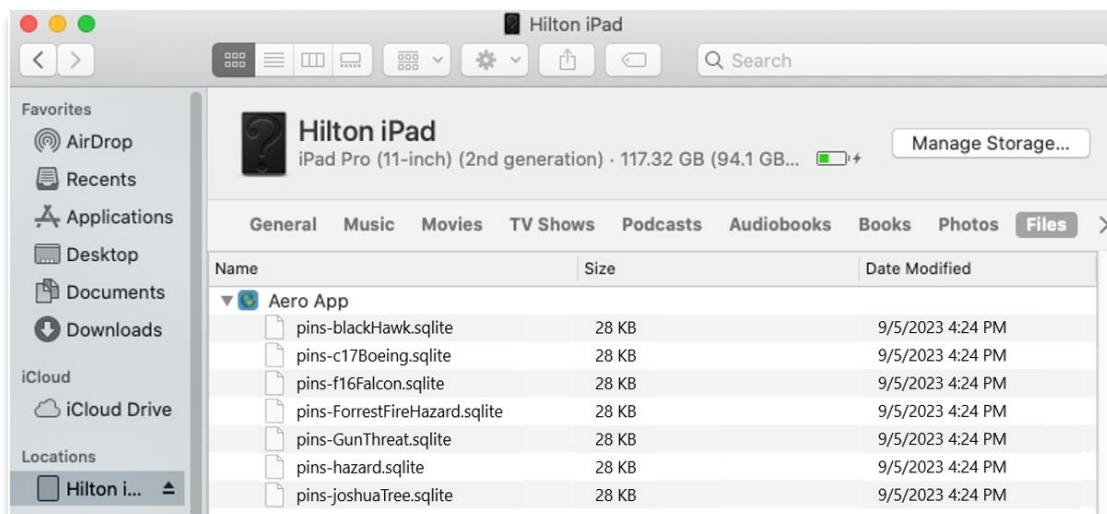 Hilton iPad
Search
Favorites
AirDrop
Recents
Applications
Desktop
Documents
Downloads
iCloud
iCloud Drive
Locations
Hilton i...
Hilton iPad
iPad Pro (11-inch) (2nd generation) · 117.32 GB (94.1 GB...
Manage Storage...
General Music Movies TV Shows Podcasts Audiobooks Books Photos Files
Name Size Date Modified
Aero App
pins-blackHawk.sqlite 28 KB 9/5/2023 4:24 PM
pins-c17Boeing.sqlite 28 KB 9/5/2023 4:24 PM
pins-f16Falcon.sqlite 28 KB 9/5/2023 4:24 PM
pins-ForrestFireHazard.sqlite 28 KB 9/5/2023 4:24 PM
pins-GunThreat.sqlite 28 KB 9/5/2023 4:24 PM
pins-hazard.sqlite 28 KB 9/5/2023 4:24 PM
pins-joshuaTree.sqlite 28 KB 9/5/2023 4:24 PM